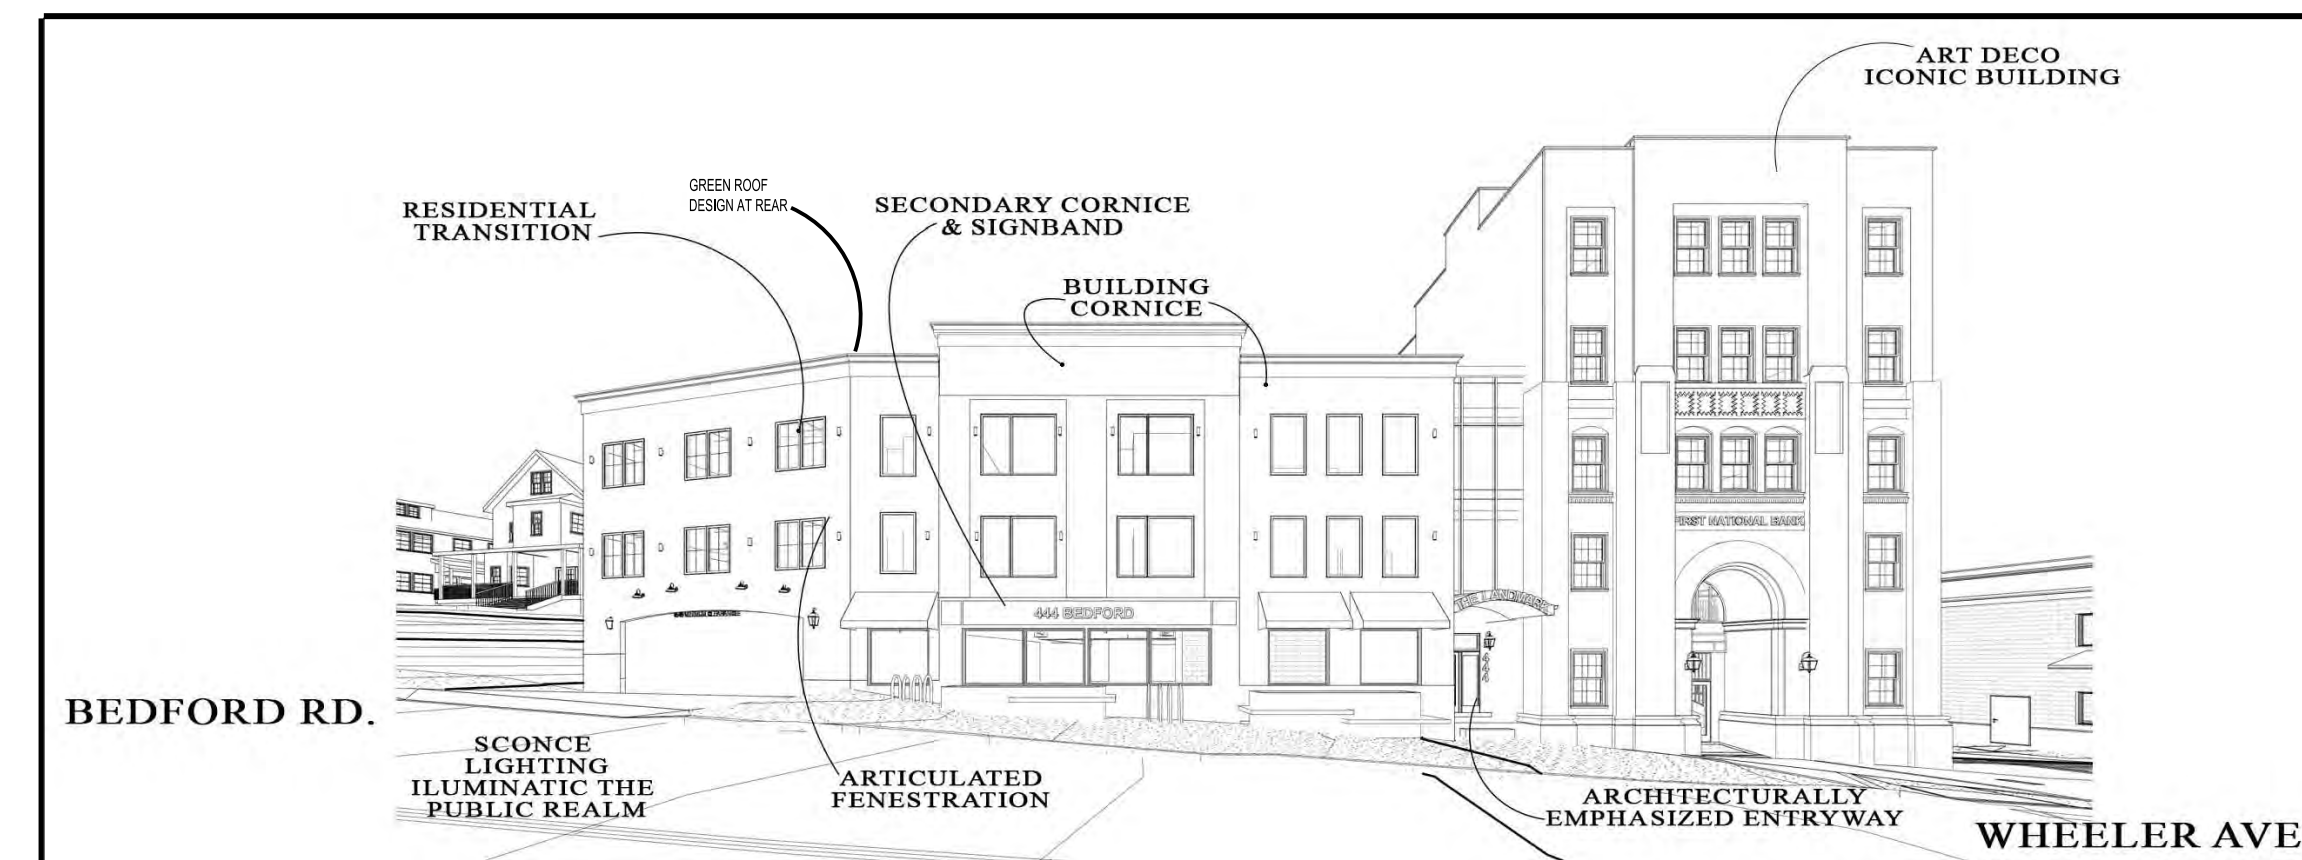 ART DECO
ICONIC BUILDING
GREEN ROOF
DESIGN AT REAR
RESIDENTIAL
TRANSITION
SECONDARY CORNICE
& SIGNBAND
BUILDING
CORNICE
FIRST NATIONAL BANK
THE LANDMARK
444 BEDFORD
444
BEDFORD RD.
SCONCE
LIGHTING
ILUMINATIC THE
PUBLIC REALM
ARTICULATED
FENESTRATION
ARCHITECTURALLY
EMPHASIZED ENTRYWAY
WHEELER AVE